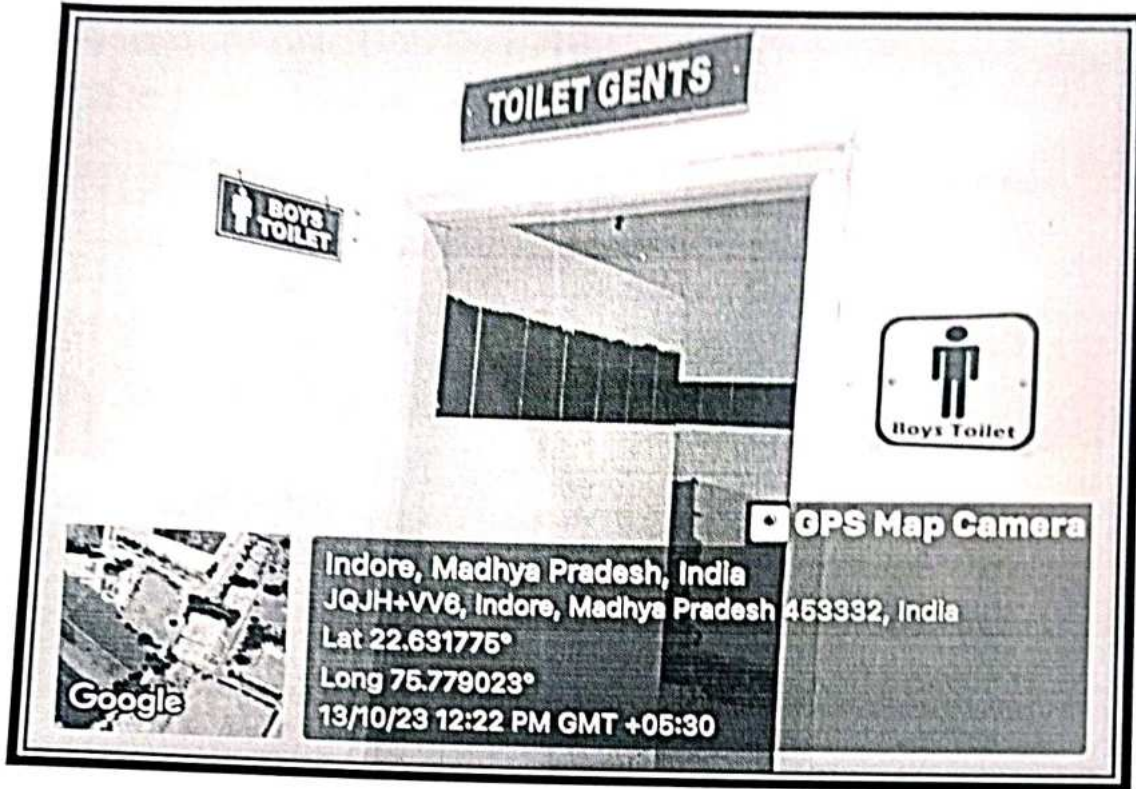 TOILET GENTS
BOYS
TOILET
Boys Toilet
GPS Map Camera
Indore, Madhya Pradesh, India
JQJH+VV6, Indore, Madhya Pradesh 453332, India
Lat 22.631775°
Long 75.779023°
13/10/23 12:22 PM GMT +05:30
Google